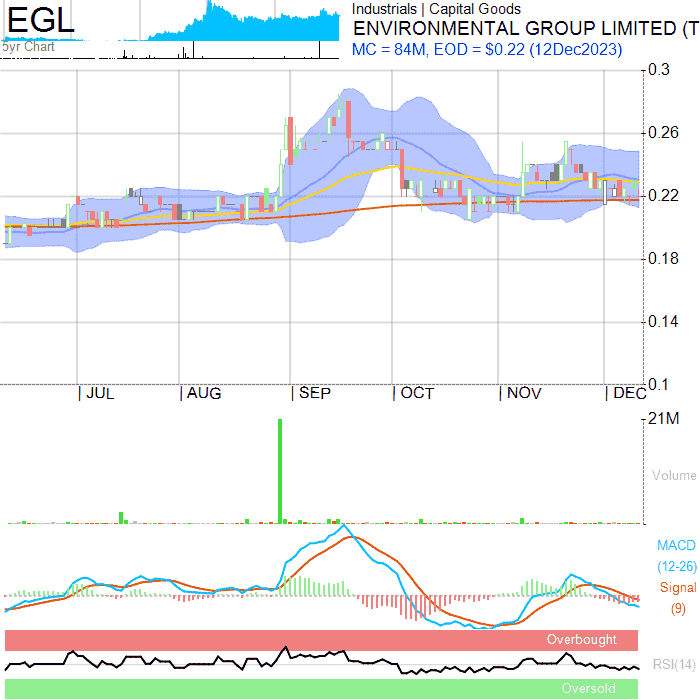 EGL
5yr Chart
Industrials | Capital Goods
ENVIRONMENTAL GROUP LIMITED (T
MC = 84M, EOD = $0.22 (12Dec2023)
0.3
0.26
0.22
0.18
0.14
0.1
JUL AUG SEP OCT NOV DEC
21M
Volume
MACD
(12-26)
Signal
(9)
Overbought
RSI(14)
Oversold